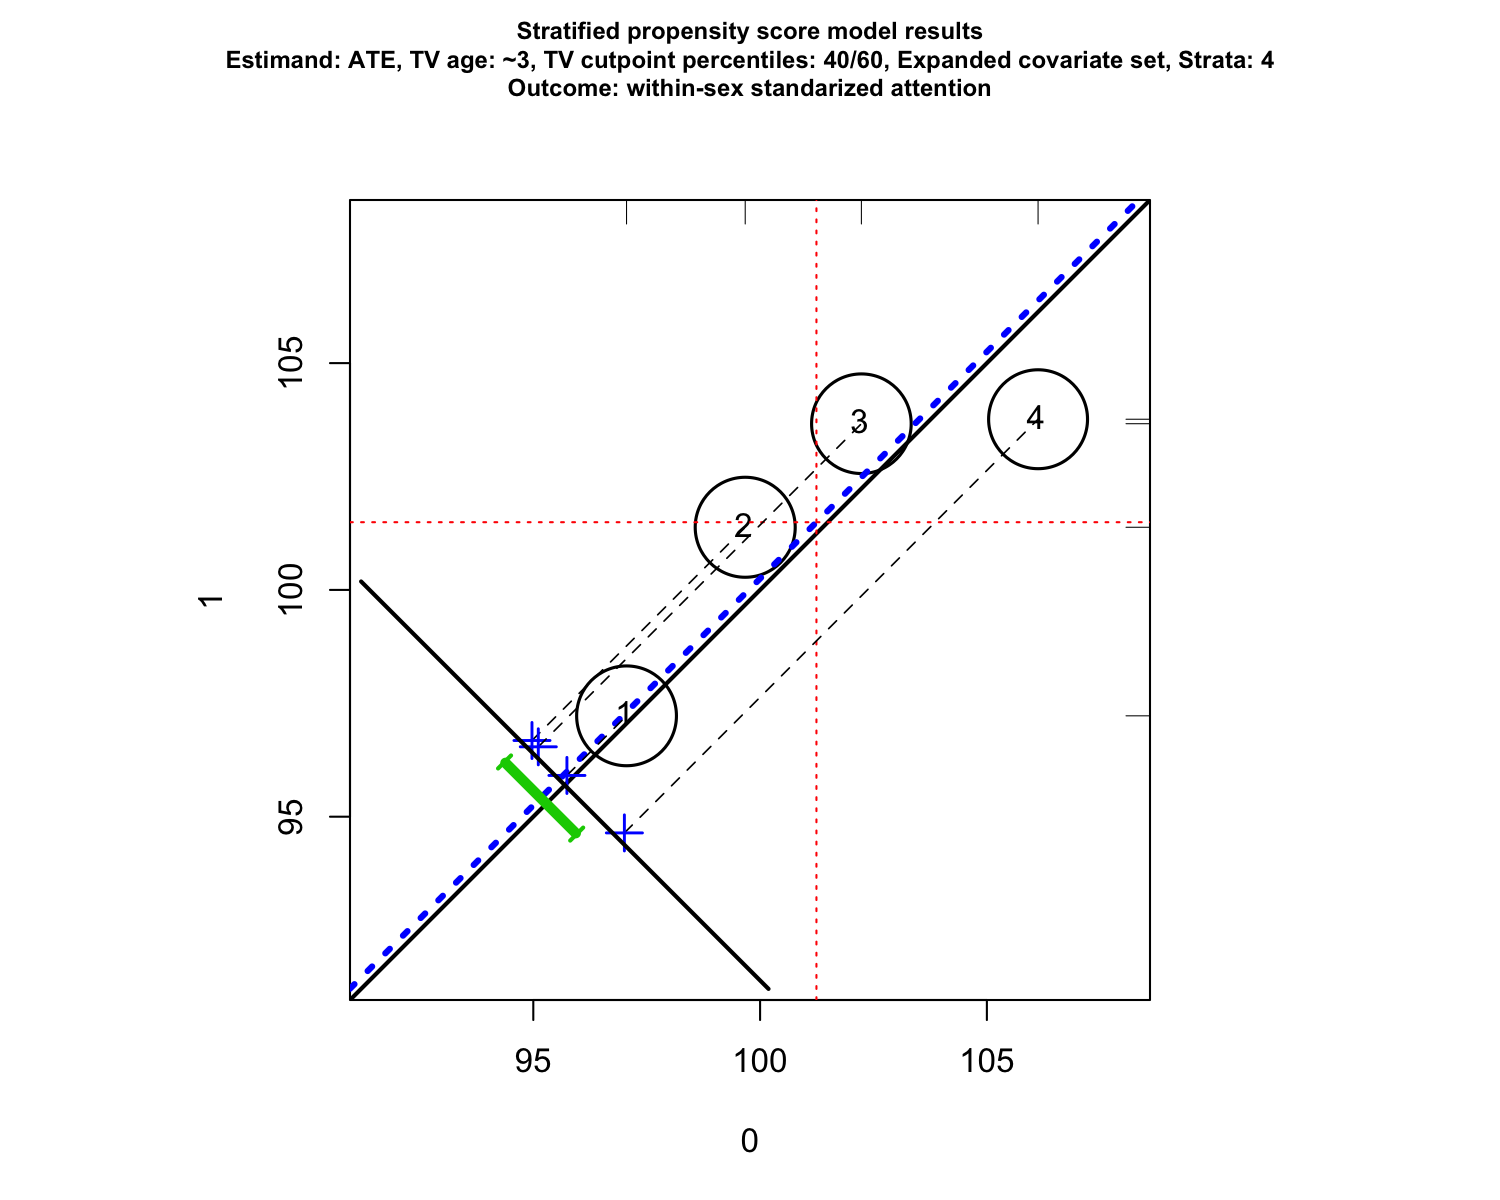 Stratified propensity score model results
Estimand: ATE, TV age: ~3, TV cutpoint percentiles: 40/60, Expanded covariate set, Strata: 4
Outcome: within-sex standarized attention
105
3
4
2
100
1
1
95
95 100 105
0